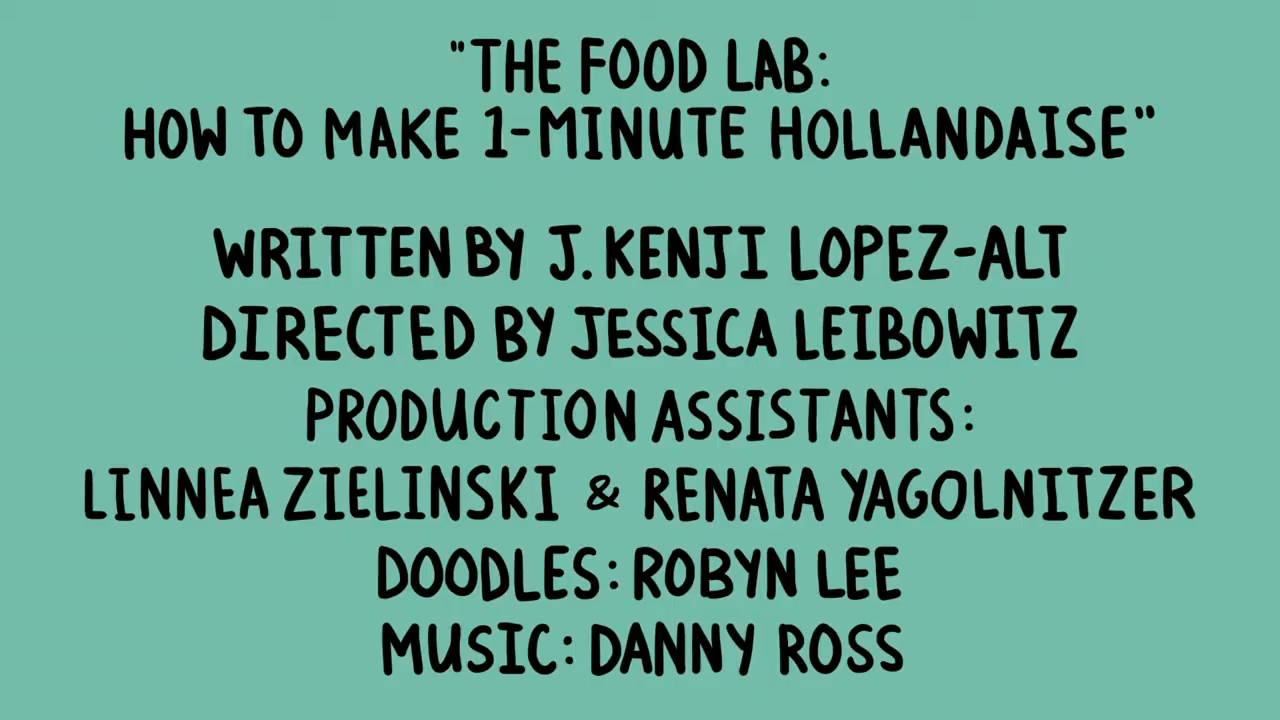 "THE FOOD LAB:
HOW TO MAKE 1-MINUTE HOLLANDAISE"
WRITTEN BY J. KENJI LOPEZ-ALT
DIRECTED BY JESSICA LEIBOWITZ
PRODUCTION ASSISTANTS:
LINNEA ZIELINSKI & RENATA YAGOLNITZER
DOODLES: ROBYN LEE
MUSIC: DANNY ROSS